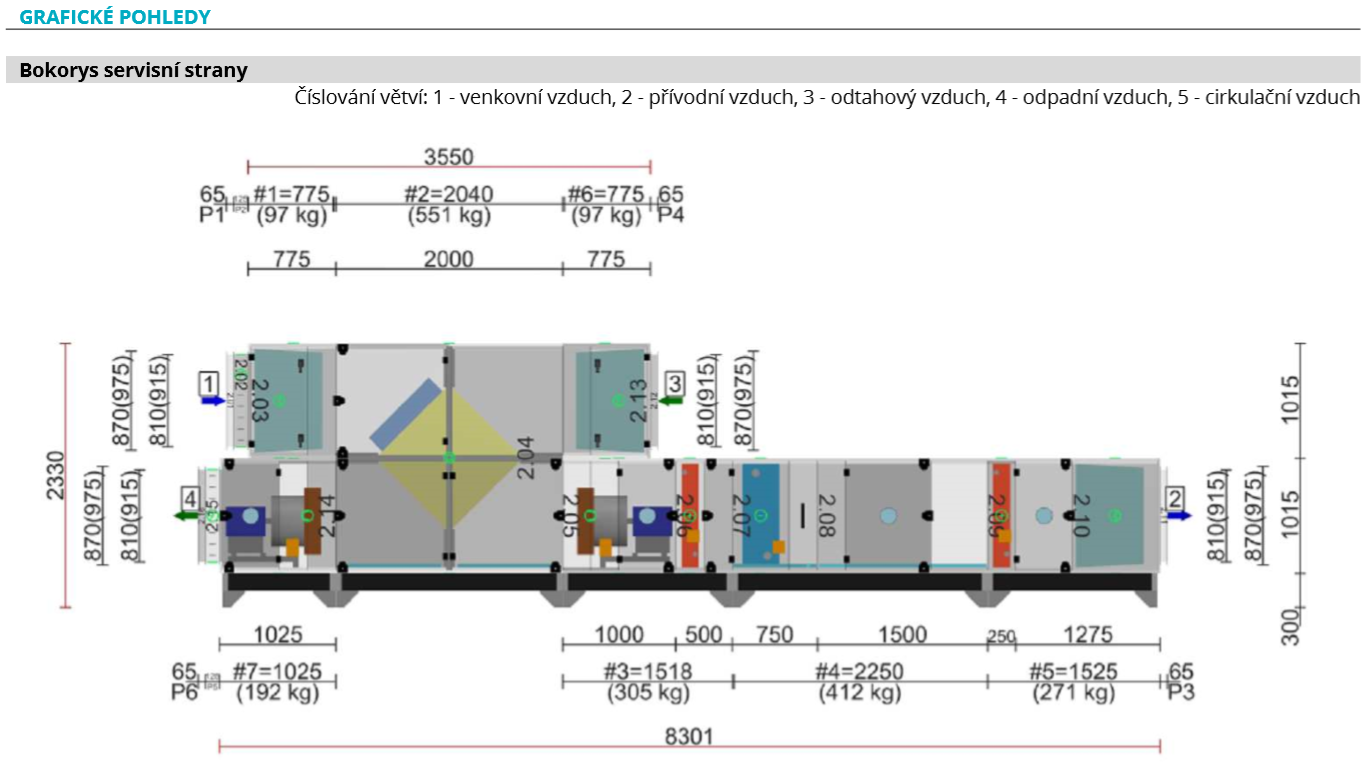 GRAFICKÉ POHLEDY
Bokorys servisní strany
Číslování větví: 1 - venkovní vzduch, 2 - přívodní vzduch, 3 - odtahový vzduch, 4 - odpadní vzduch, 5 - cirkulační vzduch
3550
65 #1=775 #2=2040 #6=775 65
P1 (97 kg) (551 kg) (97 kg) P4
775 2000 775
1 3
870(975) 810(915) 2.02 2.03 2.13 810(915) 870(975) 1015
2330 2.04
4 2
870(975) 810(915) 2.14 2.05 2.07 2.08 2.10 810(915) 870(975) 1015
300
1025 1000 500 750 1500 250 1275
65 #7=1025 #3=1518 #4=2250 #5=1525 65
P6 (192 kg) (305 kg) (412 kg) (271 kg) P3
8301